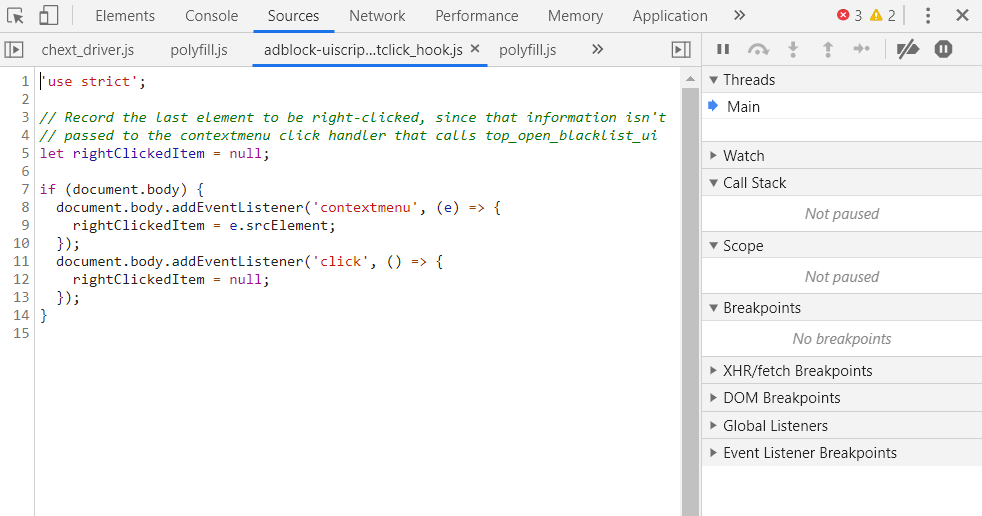 Elements Console Sources Network Performance Memory Application » 3 2
chext_driver.js polyfill.js adblock-uiscrip...tclick_hook.js × polyfill.js »
1 'use strict';
2
3 // Record the last element to be right-clicked, since that information isn't
4 // passed to the contextmenu click handler that calls top_open_blacklist_ui
5 let rightClickedItem = null;
6
7 if (document.body) {
8   document.body.addEventListener('contextmenu', (e) => {
9     rightClickedItem = e.srcElement;
10   });
11   document.body.addEventListener('click', () => {
12     rightClickedItem = null;
13   });
14 }
15
Threads
Main
Watch
Call Stack
Not paused
Scope
Not paused
Breakpoints
No breakpoints
XHR/fetch Breakpoints
DOM Breakpoints
Global Listeners
Event Listener Breakpoints